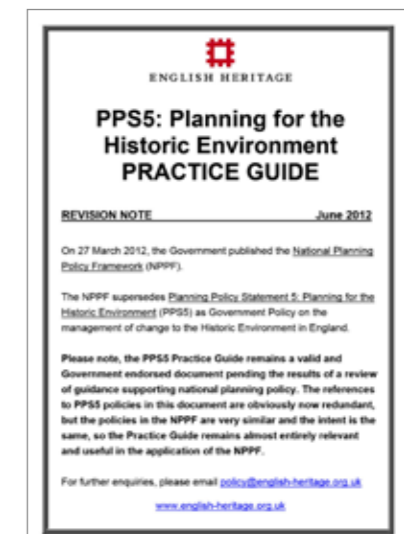 ENGLISH HERITAGE
PPS5: Planning for the
Historic Environment
PRACTICE GUIDE
REVISION NOTE June 2012
On 27 March 2012, the Government published the National Planning
Policy Framework (NPPF).
The NPPF supersedes Planning Policy Statement 5: Planning for the
Historic Environment (PPS5) as Government Policy on the
management of change to the Historic Environment in England.
Please note, the PPS5 Practice Guide remains a valid and
Government endorsed document pending the results of a review
of guidance supporting national planning policy. The references
to PPS5 policies in this document are obviously now redundant,
but the policies in the NPPF are very similar and the intent is the
same, so the Practice Guide remains almost entirely relevant
and useful in the application of the NPPF.
For further enquiries, please email policy@english-heritage.org.uk
www.english-heritage.org.uk